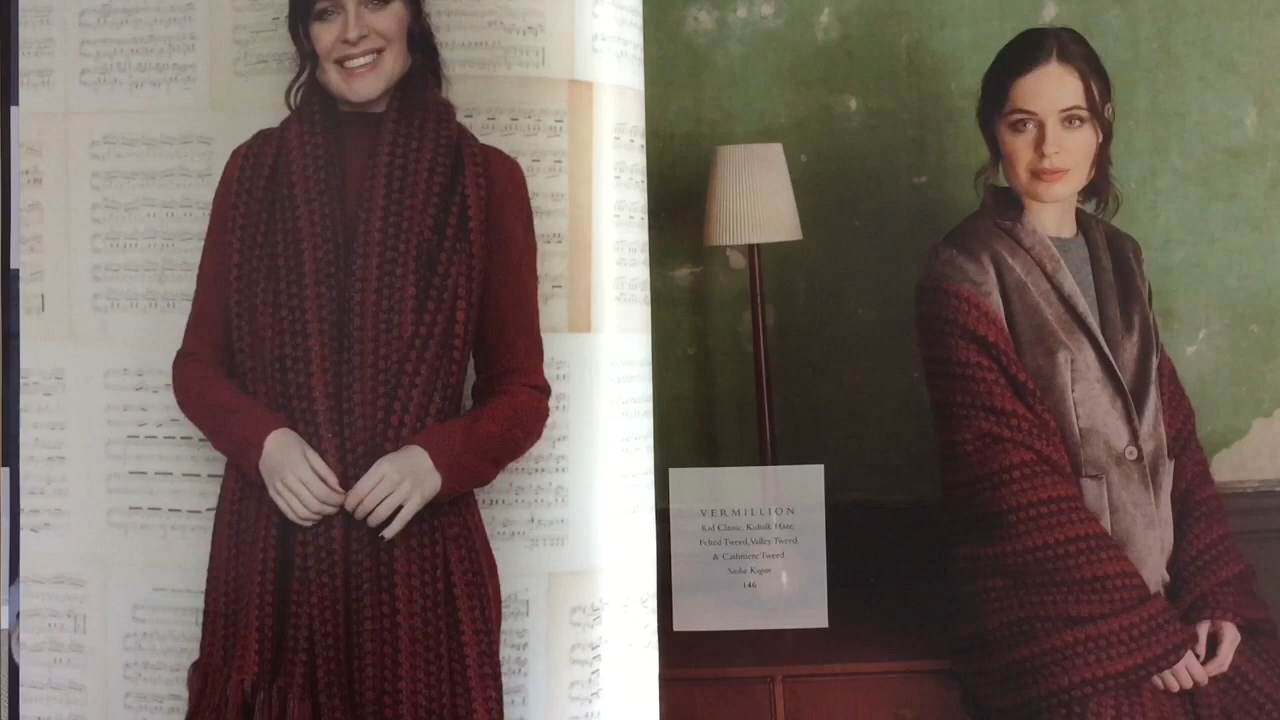 VERMILLION
Kid Classic, Kidsilk Haze,
Felted Tweed, Valley Tweed
& Cashmere Tweed
Sasha Kagan
146